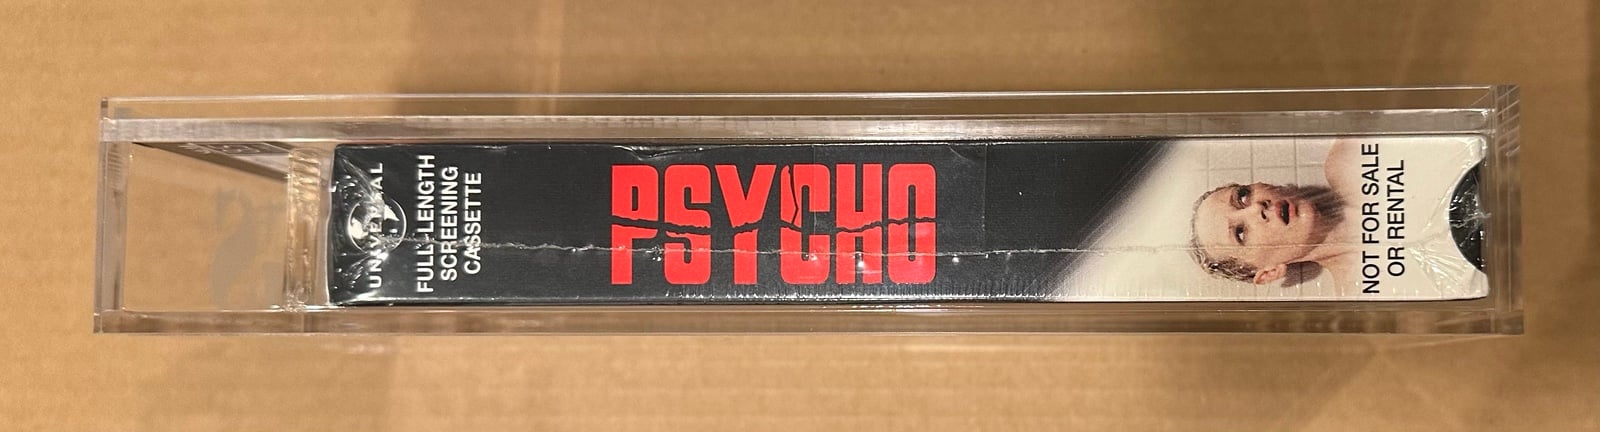 UNIVERSAL
FULL-LENGTH
SCREENING
CASSETTE
PSYCHO
NOT FOR SALE
OR RENTAL